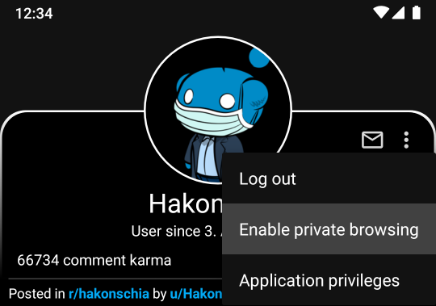 12:34
Log out
Hakon
User since 3.
Enable private browsing
66734 comment karma
Application privileges
Posted in r/hakonschia by u/Hakon